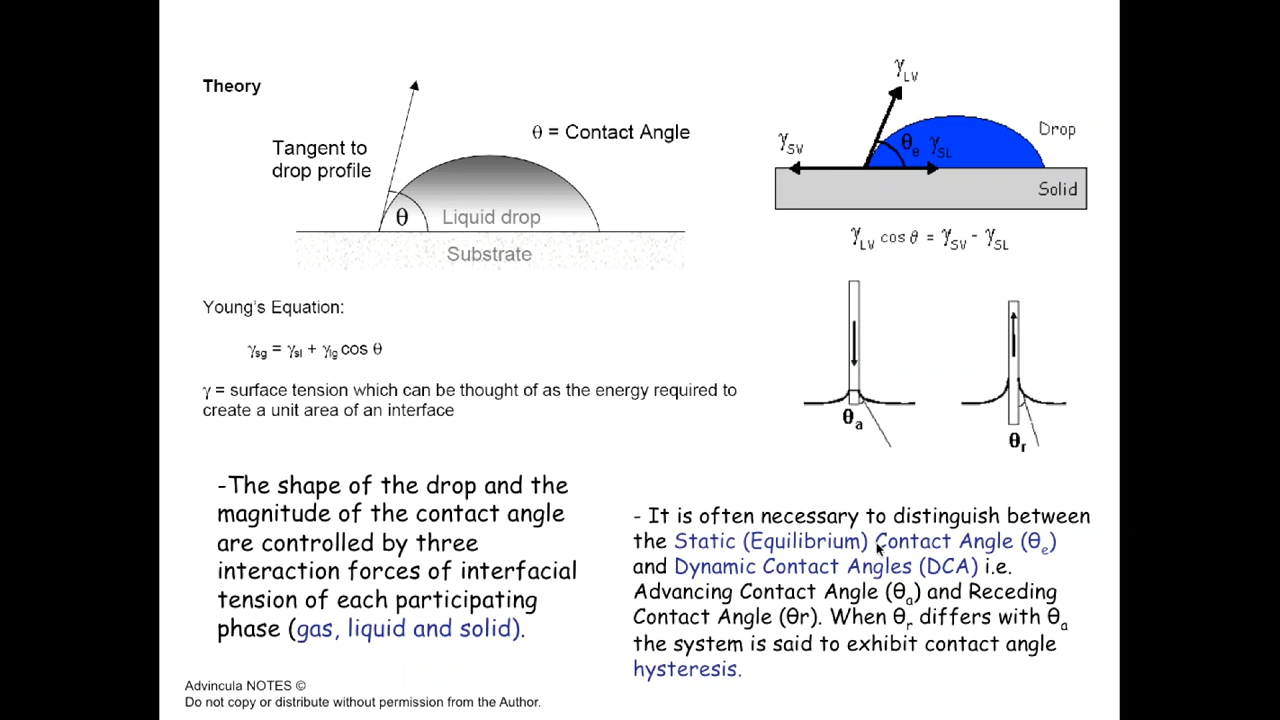 Theory
Tangent to
drop profile
θ = Contact Angle
θ
Liquid drop
Substrate
γLV
γSV
θe
γSL
Drop
Solid
γLV cos θ = γSV - γSL
Young's Equation:
γsg = γsl + γlg cos θ
γ = surface tension which can be thought of as the energy required to
create a unit area of an interface
θa
θr
-The shape of the drop and the
magnitude of the contact angle
are controlled by three
interaction forces of interfacial
tension of each participating
phase (gas, liquid and solid).
- It is often necessary to distinguish between
the Static (Equilibrium) Contact Angle (θe)
and Dynamic Contact Angles (DCA) i.e.
Advancing Contact Angle (θa) and Receding
Contact Angle (θr). When θr differs with θa
the system is said to exhibit contact angle
hysteresis.
Advincula NOTES ©
Do not copy or distribute without permission from the Author.